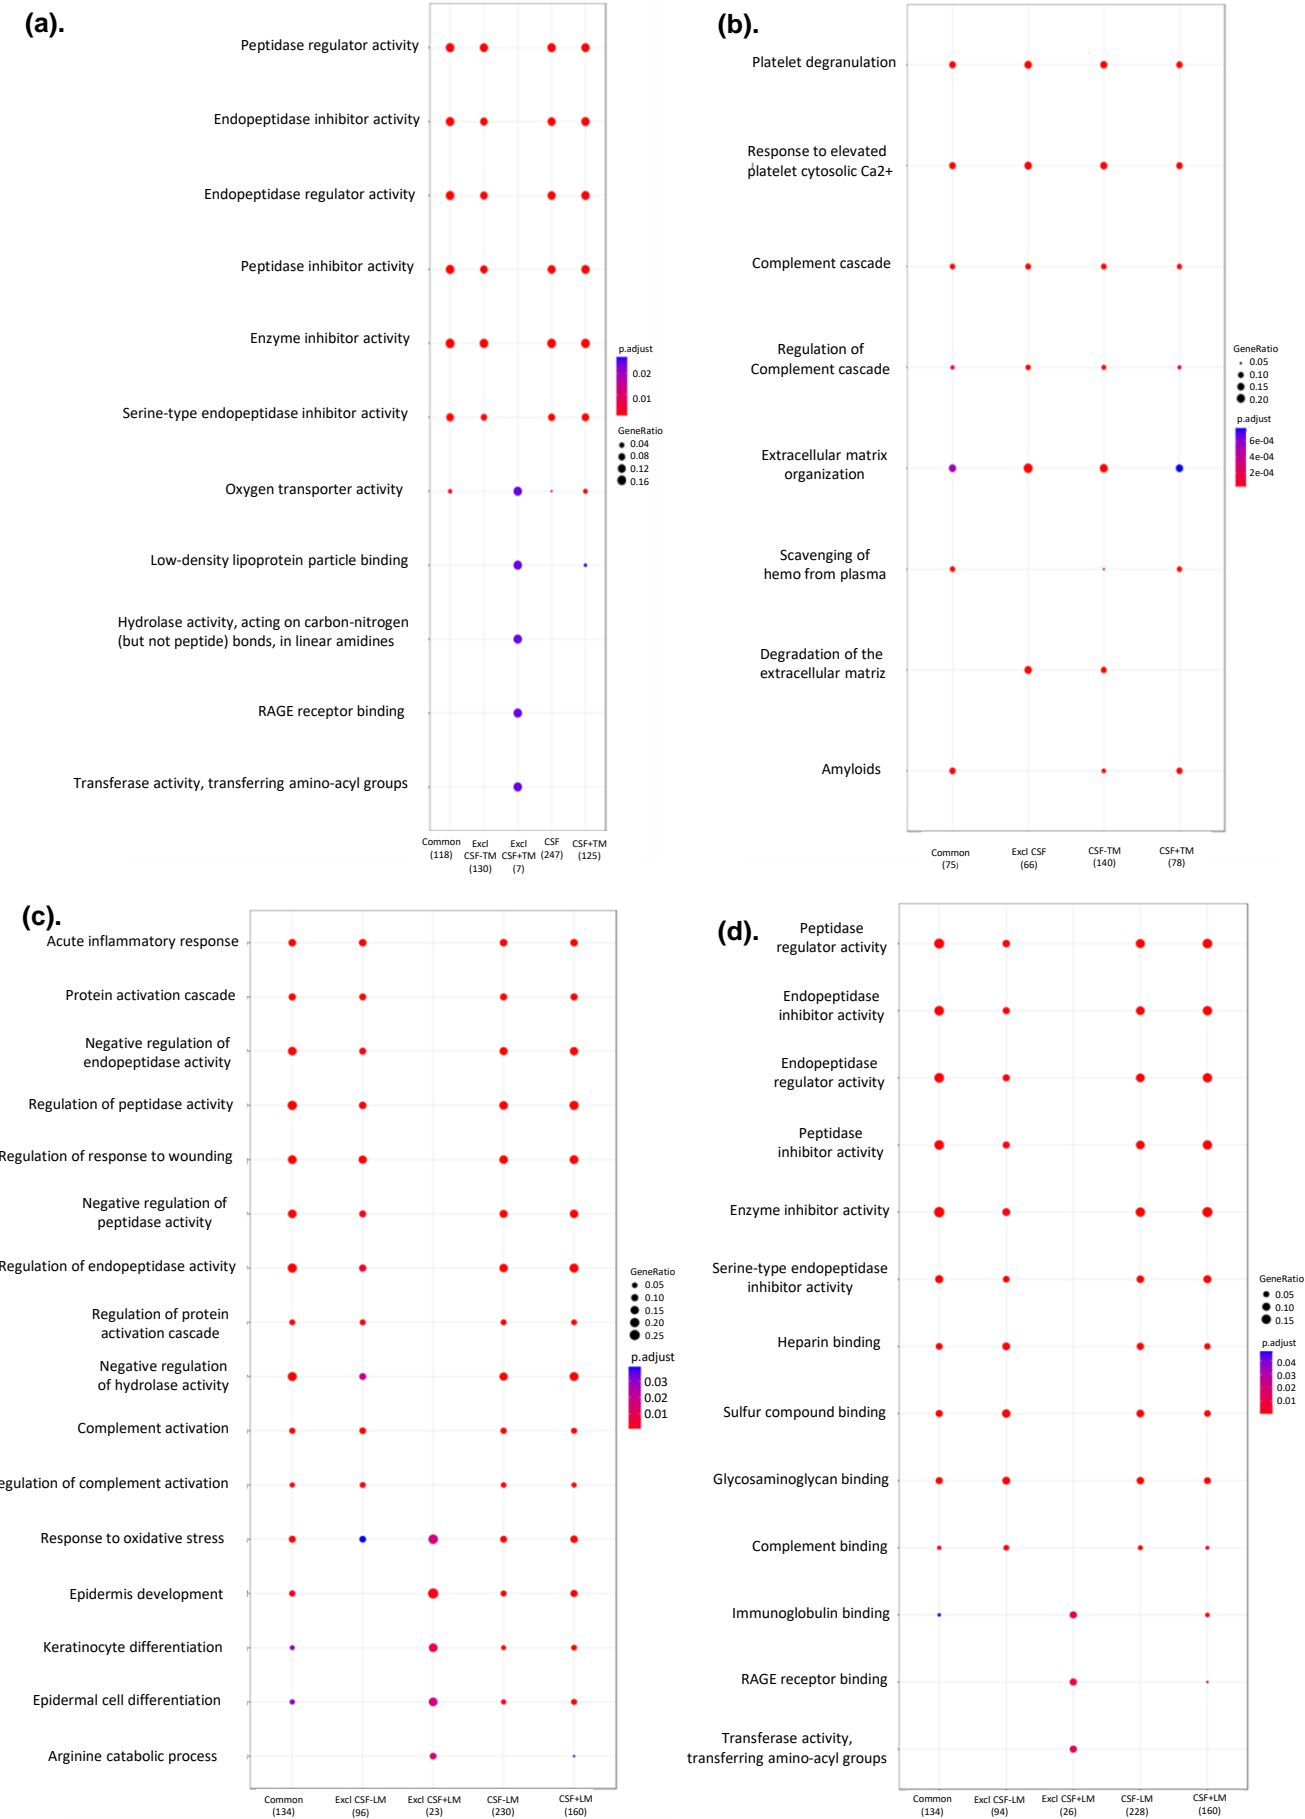 (a).
Peptidase regulator activity
Endopeptidase inhibitor activity
Endopeptidase regulator activity
Peptidase inhibitor activity
Enzyme inhibitor activity
Serine-type endopeptidase inhibitor activity
Oxygen transporter activity
Low-density lipoprotein particle binding
Hydrolase activity, acting on carbon-nitrogen
(but not peptide) bonds, in linear amidines
RAGE receptor binding
Transferase activity, transferring amino-acyl groups
Common
(118)
Excl
CSF-TM
(130)
Excl
CSF+TM
(7)
CSF
(247)
CSF+TM
(125)
p.adjust
0.02
0.01
GeneRatio
0.04
0.08
0.12
0.16
(b).
Platelet degranulation
Response to elevated
platelet cytosolic Ca2+
Complement cascade
Regulation of
Complement cascade
Extracellular matrix
organization
Scavenging of
hemo from plasma
Degradation of the
extracellular matriz
Amyloids
Common
(75)
Excl CSF
(66)
CSF-TM
(140)
CSF+TM
(78)
GeneRatio
0.05
0.10
0.15
0.20
p.adjust
6e-04
4e-04
2e-04
(c).
Acute inflammatory response
Protein activation cascade
Negative regulation of
endopeptidase activity
Regulation of peptidase activity
Regulation of response to wounding
Negative regulation of
peptidase activity
Regulation of endopeptidase activity
Regulation of protein
activation cascade
Negative regulation
of hydrolase activity
Complement activation
egulation of complement activation
Response to oxidative stress
Epidermis development
Keratinocyte differentiation
Epidermal cell differentiation
Arginine catabolic process
Common
(134)
Excl CSF-LM
(96)
Excl CSF+LM
(23)
CSF-LM
(230)
CSF+LM
(160)
GeneRatio
0.05
0.10
0.15
0.20
0.25
p.adjust
0.03
0.02
0.01
(d).
Peptidase
regulator activity
Endopeptidase
inhibitor activity
Endopeptidase
regulator activity
Peptidase
inhibitor activity
Enzyme inhibitor activity
Serine-type endopeptidase
inhibitor activity
Heparin binding
Sulfur compound binding
Glycosaminoglycan binding
Complement binding
Immunoglobulin binding
RAGE receptor binding
Transferase activity,
transferring amino-acyl groups
Common
(134)
Excl CSF-LM
(94)
Excl CSF+LM
(26)
CSF-LM
(228)
CSF+LM
(160)
GeneRatio
0.05
0.10
0.15
p.adjust
0.04
0.03
0.02
0.01